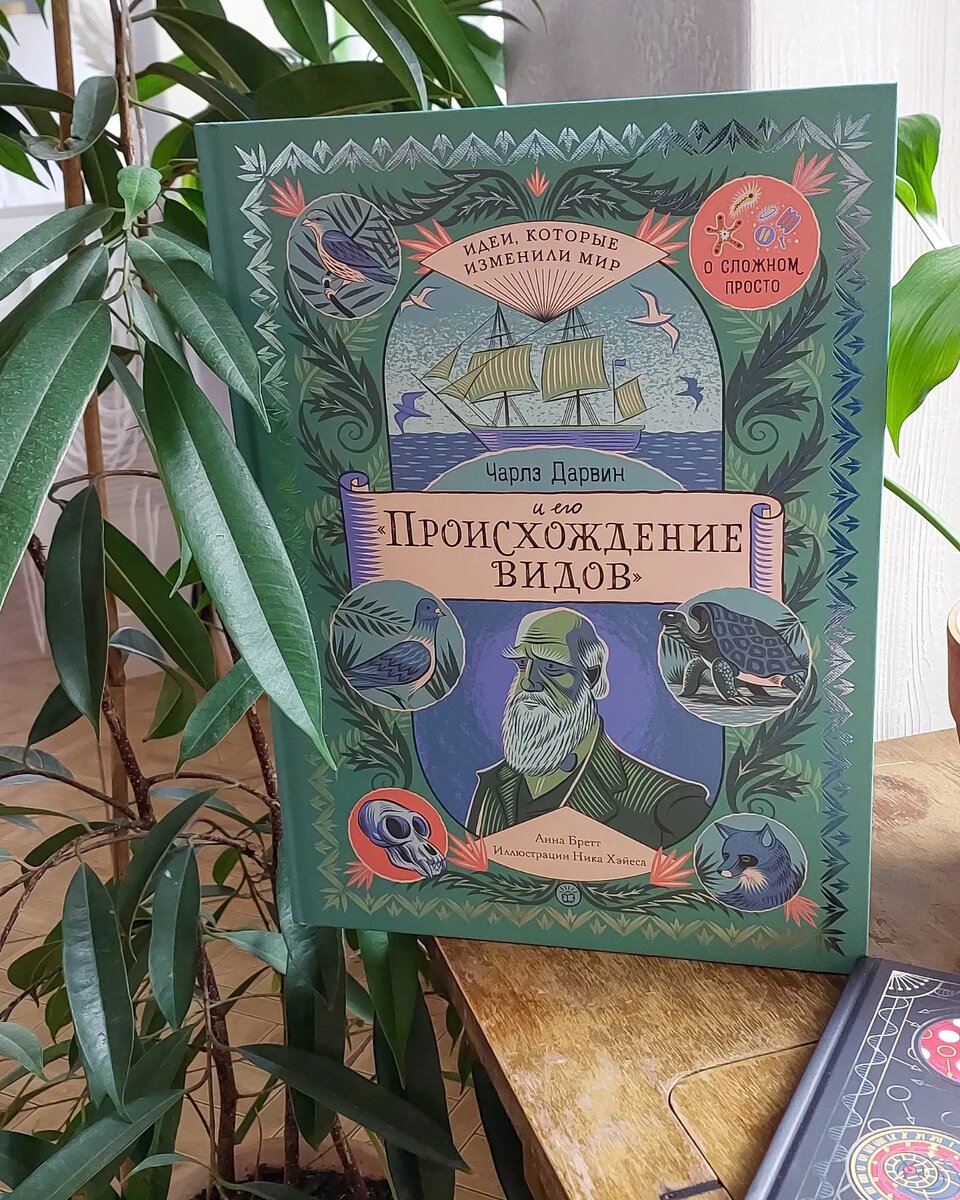 ИДЕИ, КОТОРЫЕ
ИЗМЕНИЛИ МИР
О СЛОЖНОМ
ПРОСТО
Чарлз Дарвин
и его
«ПРОИСХОЖДЕНИЕ
ВИДОВ»
Анна Бретт
Иллюстрации Ника Хэйеса